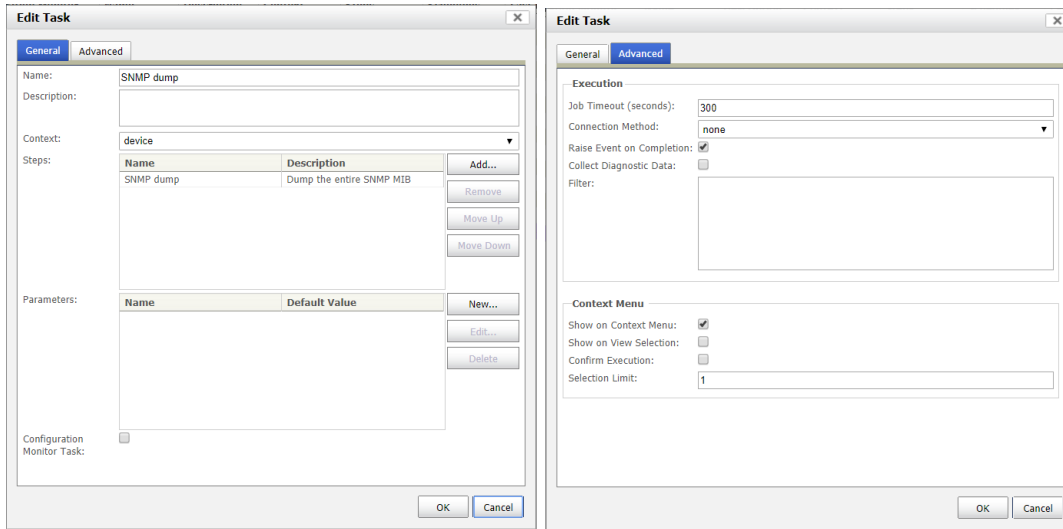 Edit Task
General Advanced
Name: SNMP dump
Description:
Context: device
Steps: Name Description Add...
SNMP dump Dump the entire SNMP MIB
Remove
Move Up
Move Down
Parameters: Name Default Value New...
Edit...
Delete
Configuration
Monitor Task:
OK Cancel
Edit Task
General Advanced
Execution
Job Timeout (seconds): 300
Connection Method: none
Raise Event on Completion:
Collect Diagnostic Data:
Filter:
Context Menu
Show on Context Menu:
Show on View Selection:
Confirm Execution:
Selection Limit: 1
OK Cancel